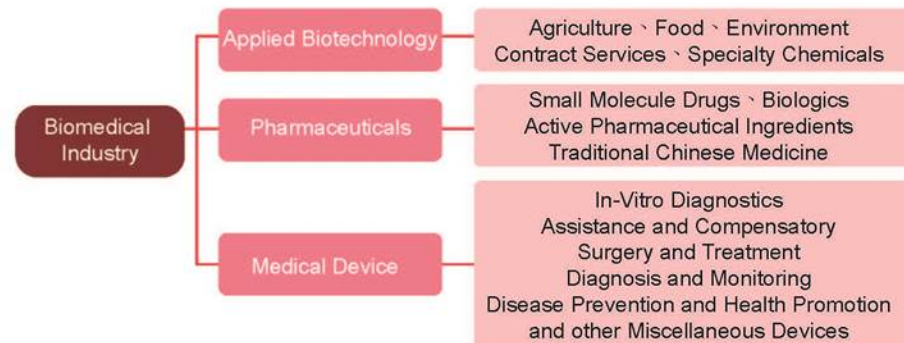 Biomedical
Industry
Applied Biotechnology
Agriculture、Food、Environment
Contract Services、Specialty Chemicals
Pharmaceuticals
Small Molecule Drugs、Biologics
Active Pharmaceutical Ingredients
Traditional Chinese Medicine
Medical Device
In-Vitro Diagnostics
Assistance and Compensatory
Surgery and Treatment
Diagnosis and Monitoring
Disease Prevention and Health Promotion
and other Miscellaneous Devices